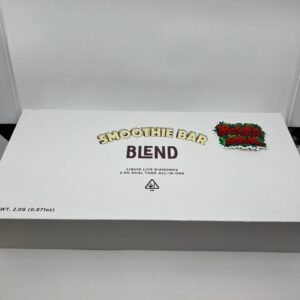 SMOOTHIE BAR
BLEND
LIQUID LIVE DIAMONDS
2.0G DUAL TANK ALL-IN-ONE
WT. 2.0G (0.071oz)